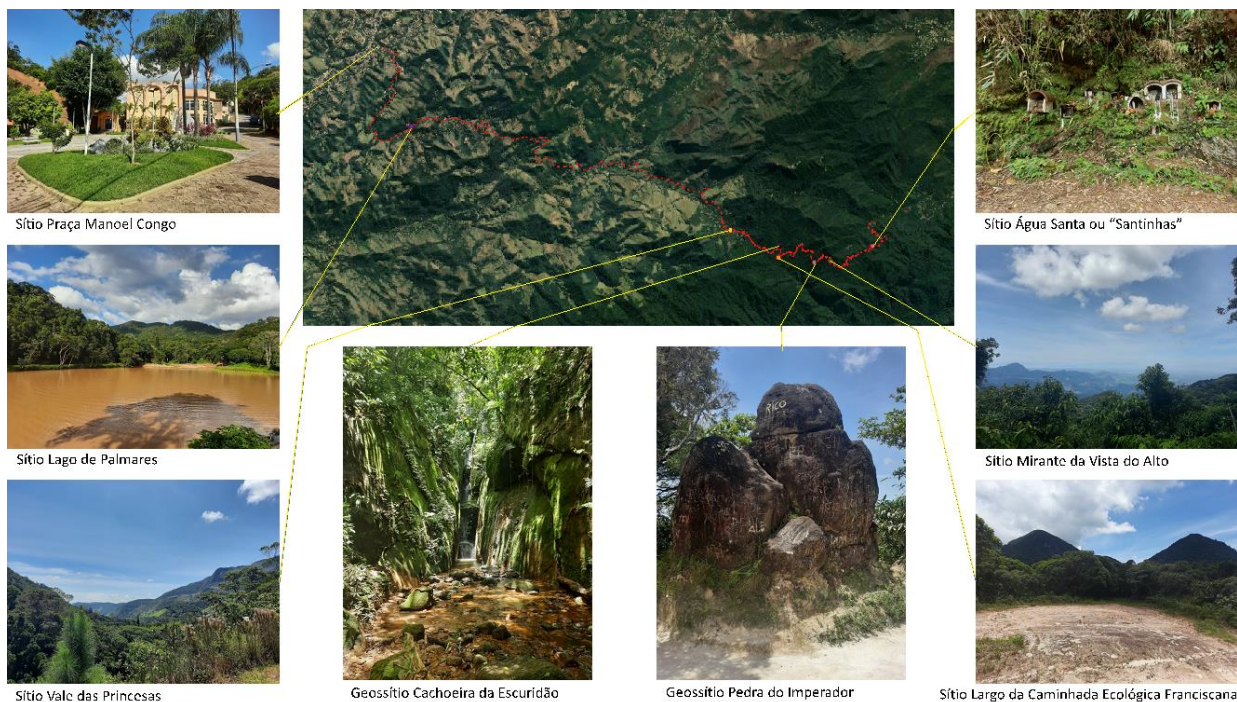 Sítio Praça Manoel Congo
Sítio Água Santa ou “Santinhas”
Sítio Lago de Palmares
Sítio Mirante da Vista do Alto
RICO
Sítio Vale das Princesas
Geossítio Cachoeira da Escuridão
Geossítio Pedra do Imperador
Sítio Largo da Caminhada Ecológica Franciscana